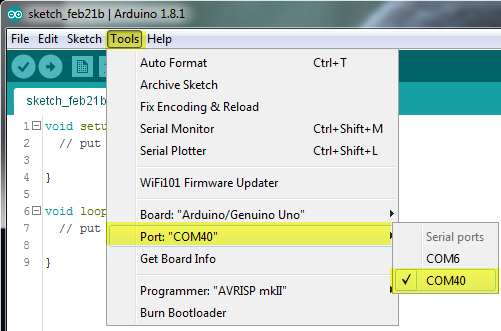 sketch_feb21b | Arduino 1.8.1
File Edit Sketch Tools Help
sketch_feb21b
Auto Format Ctrl+T
Archive Sketch
Fix Encoding & Reload
Serial Monitor Ctrl+Shift+M
Serial Plotter Ctrl+Shift+L
WiFi101 Firmware Updater
Board: "Arduino/Genuino Uno"
Port: "COM40"
Get Board Info
Programmer: "AVRISP mkII"
Burn Bootloader
Serial ports
COM6
COM40
1 void setu
2 // put
3
4 }
5
6 void loop
7 // put
8
9 }